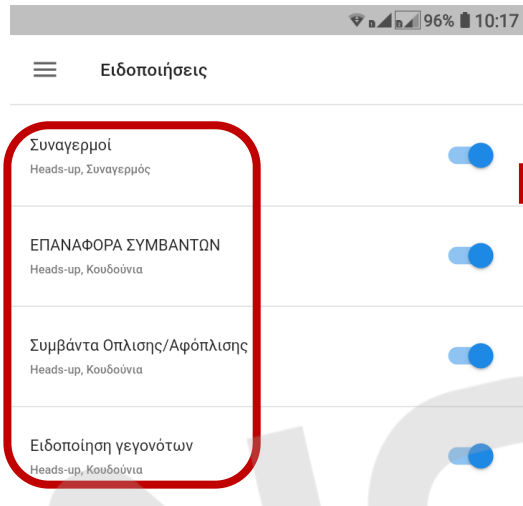 96% 10:17
Ειδοποιήσεις
Συναγερμοί
Heads-up, Συναγερμός
ΕΠΑΝΑΦΟΡΑ ΣΥΜΒΑΝΤΩΝ
Heads-up, Κουδούνια
Συμβάντα Οπλισης/Αφόπλισης
Heads-up, Κουδούνια
Ειδοποίηση γεγονότων
Heads-up, Κουδούνια